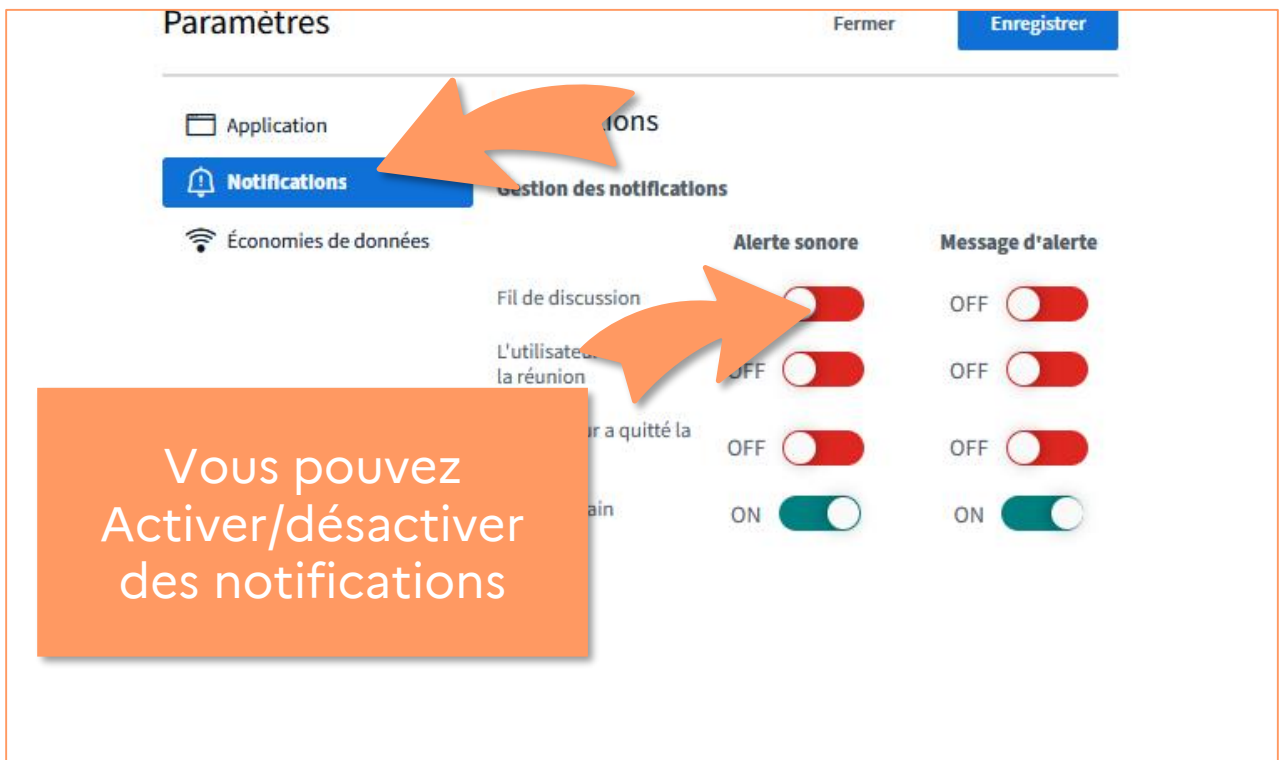 Paramètres
Fermer
Enregistrer
Application
Notifications
Économies de données
ions
Gestion des notifications
Alerte sonore
Message d'alerte
Fil de discussion
OFF
L'utilisateu
la réunion
OFF
OFF
ur a quitté la
OFF
OFF
ain
ON
ON
Vous pouvez
Activer/désactiver
des notifications